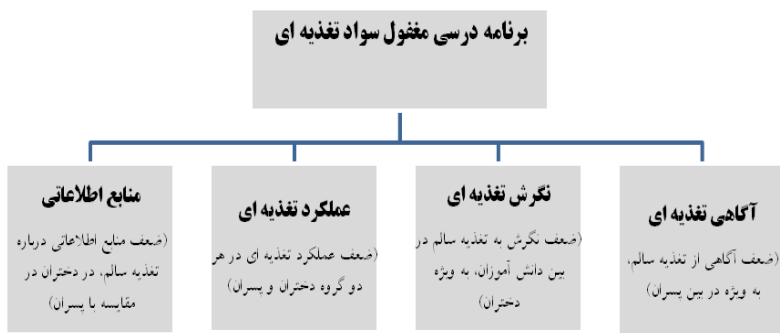 برنامه درسی مغفول سواد تغذیه ای
آگاهی تغذیه ای
(ضعف آگاهی از تغذیه سالم،
به ویژه در بین پسران)
نگرش تغذیه ای
(ضعف نگرش به تغذیه سالم در
بین دانش آموزان، به ویژه
دختران)
عملکرد تغذیه ای
(ضعف عملکرد تغذیه ای در هر
دو گروه دختران و پسران)
منابع اطلاعاتی
(ضعف منابع اطلاعاتی درباره
تغذیه سالم، در دختران در
مقایسه با پسران)